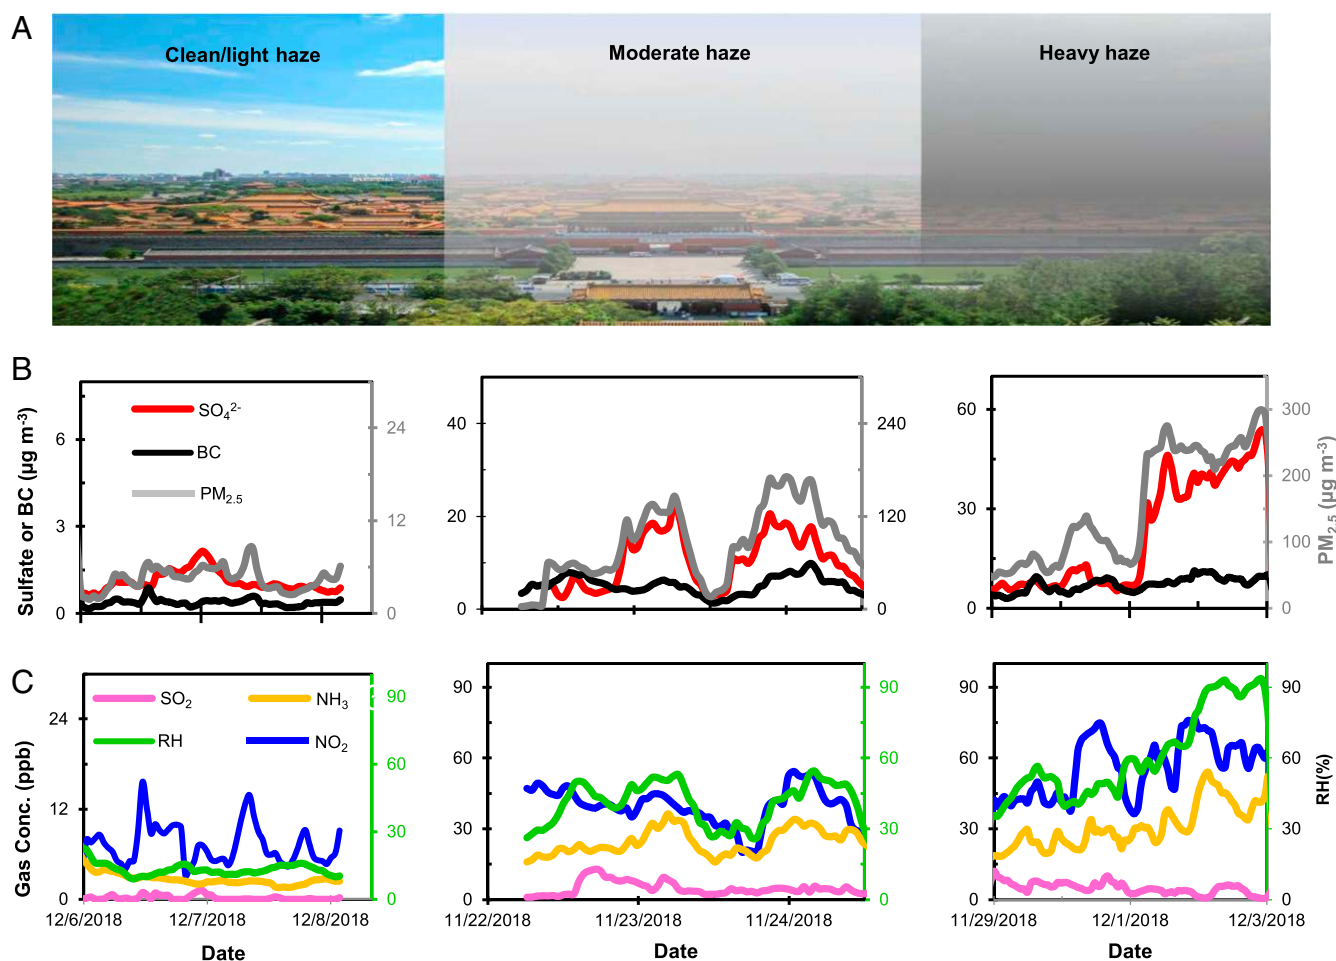 A
Clean/light haze
Moderate haze
Heavy haze
B
Sulfate or BC (µg m⁻³)
6
3
0
SO₄²⁻
BC
PM₂.₅
24
12
0
40
20
0
240
120
0
60
30
0
300
200
100
0
PM₂.₅ (µg m⁻³)
C
Gas Conc. (ppb)
24
12
0
SO₂
NH₃
RH
NO₂
90
60
30
0
90
60
30
0
90
60
30
0
90
60
30
0
90
60
30
0
RH(%)
12/6/2018
12/7/2018
12/8/2018
11/22/2018
11/23/2018
11/24/2018
11/29/2018
12/1/2018
12/3/2018
Date
Date
Date